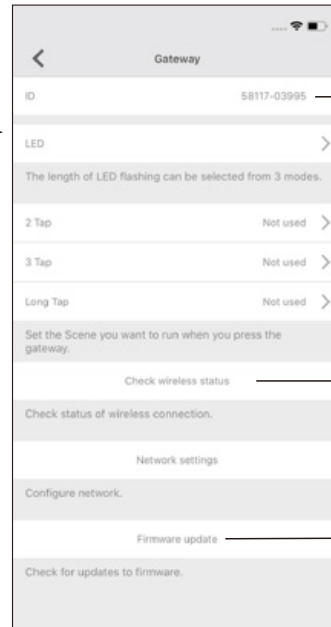 Gateway
ID 58117-03995
LED
The length of LED flashing can be selected from 3 modes.
2 Tap Not used
3 Tap Not used
Long Tap Not used
Set the Scene you want to run when you press the
gateway.
Check wireless status
Check status of wireless connection.
Network settings
Configure network.
Firmware update
Check for updates to firmware.